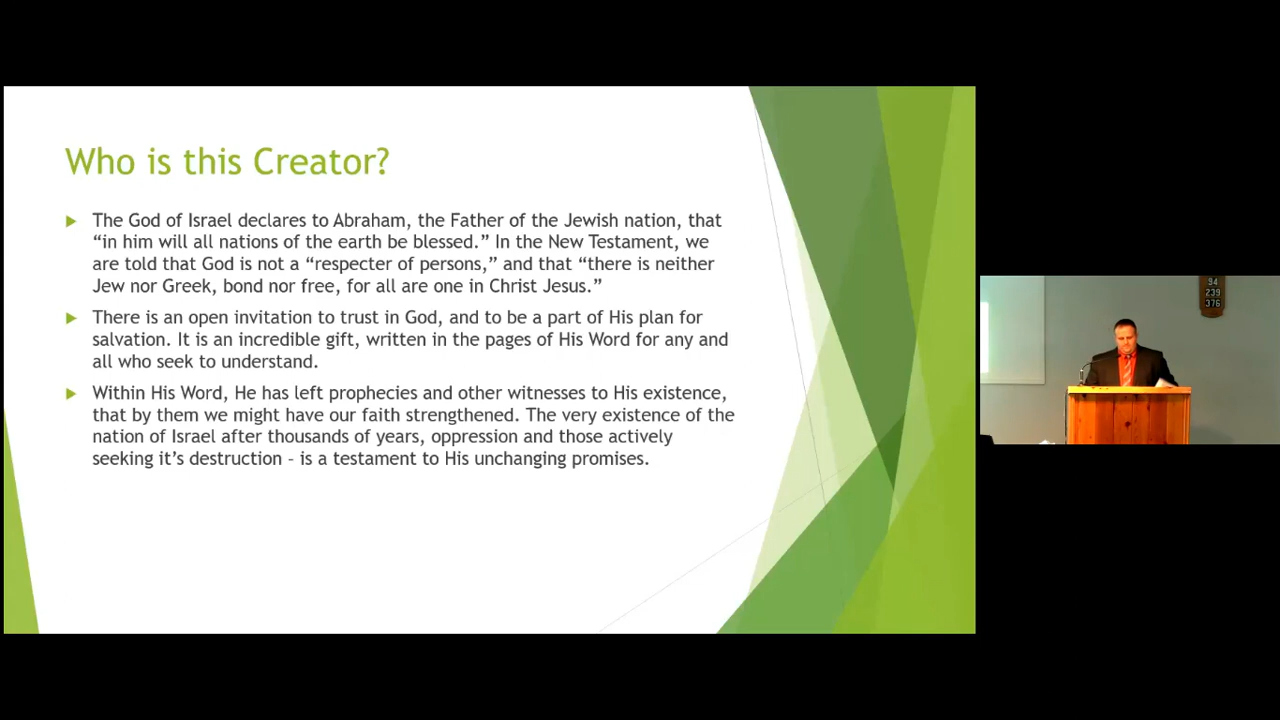 Who is this Creator?
The God of Israel declares to Abraham, the Father of the Jewish nation, that
“in him will all nations of the earth be blessed.” In the New Testament, we
are told that God is not a “respecter of persons,” and that “there is neither
Jew nor Greek, bond nor free, for all are one in Christ Jesus.”
There is an open invitation to trust in God, and to be a part of His plan for
salvation. It is an incredible gift, written in the pages of His Word for any and
all who seek to understand.
Within His Word, He has left prophecies and other witnesses to His existence,
that by them we might have our faith strengthened. The very existence of the
nation of Israel after thousands of years, oppression and those actively
seeking it’s destruction – is a testament to His unchanging promises.
94
239
376